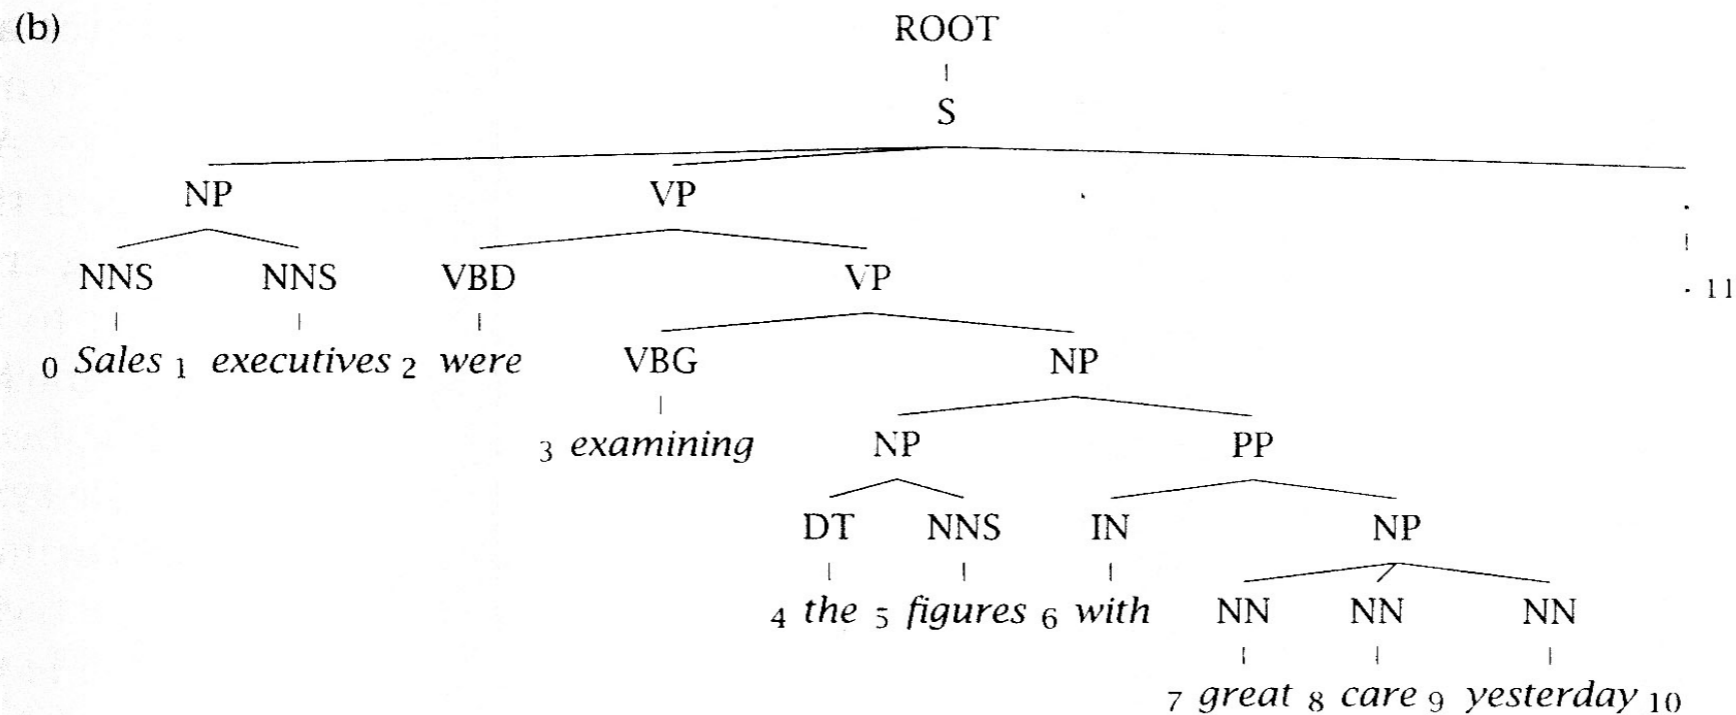 (b) ROOT
S
NP VP .
NNS NNS VBD VP . 11
0 Sales 1 executives 2 were VBG NP
3 examining NP PP
DT NNS IN NP
4 the 5 figures 6 with NN NN NN
7 great 8 care 9 yesterday 10